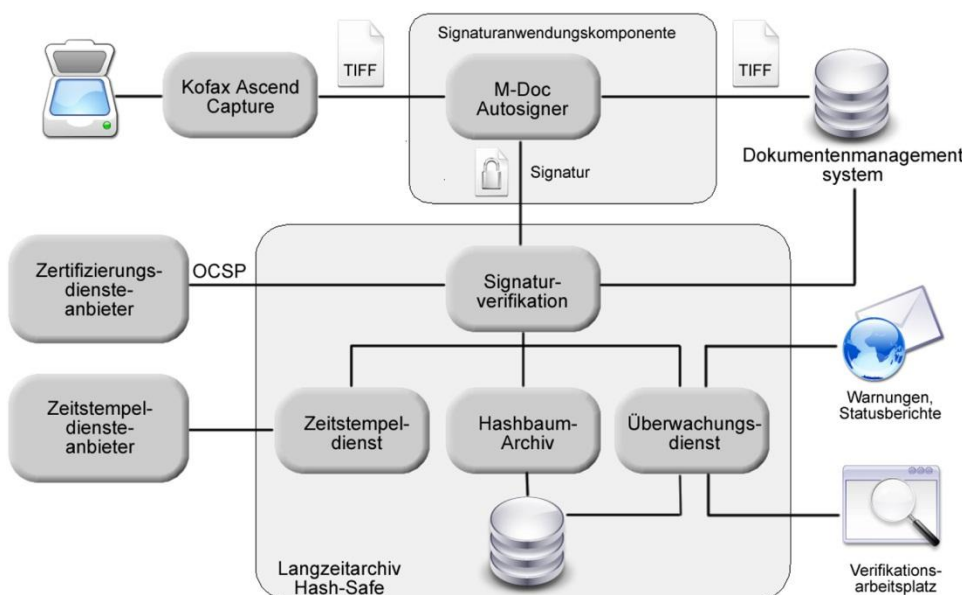 Signaturanwendungskomponente
TIFF
TIFF
Kofax Ascend
Capture
M-Doc
Autosigner
Dokumentenmanagement
system
Signatur
Zertifizierungs-
dienste-
anbieter
OCSP
Signatur-
verifikation
Warnungen,
Statusberichte
Zeitstempel-
dienste-
anbieter
Zeitstempel-
dienst
Hashbaum-
Archiv
Überwachungs-
dienst
Langzeitarchiv
Hash-Safe
Verifikations-
arbeitsplatz